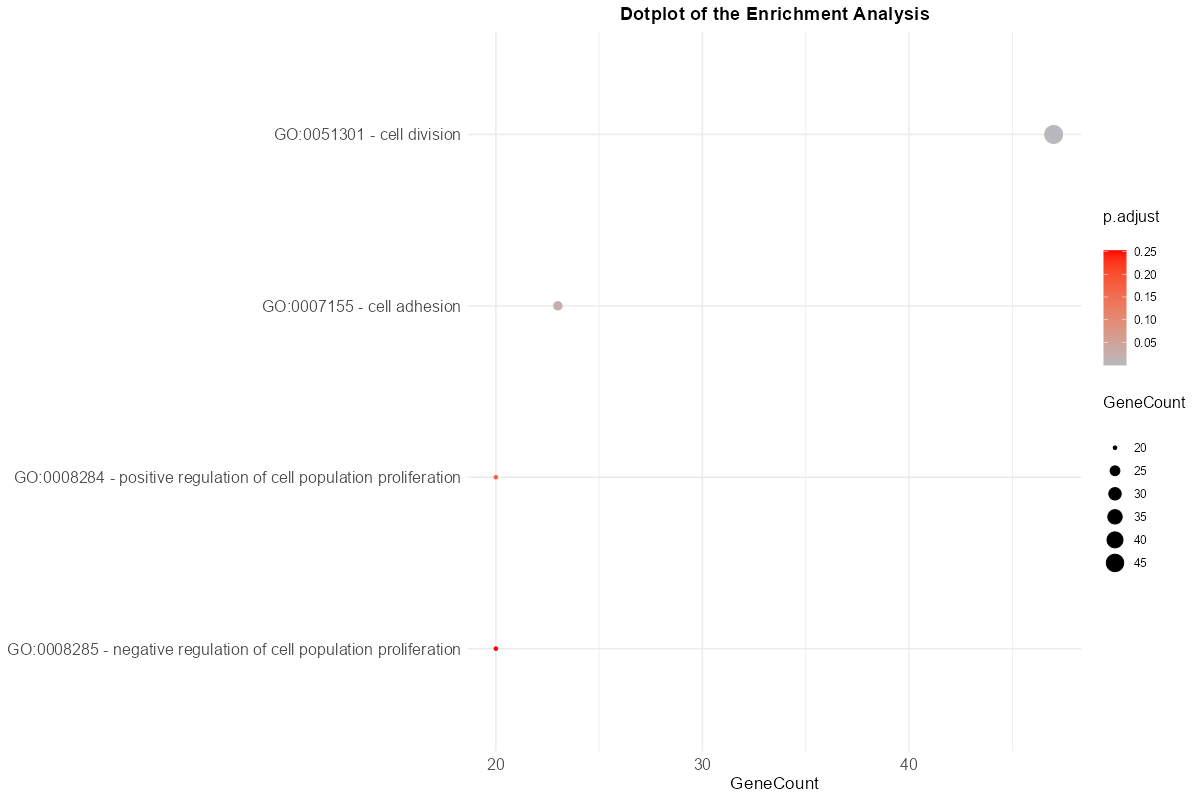 Dotplot of the Enrichment Analysis
GO:0051301 - cell division
GO:0007155 - cell adhesion
GO:0008284 - positive regulation of cell population proliferation
GO:0008285 - negative regulation of cell population proliferation
20
30
40
GeneCount
p.adjust
0.25
0.20
0.15
0.10
0.05
GeneCount
20
25
30
35
40
45